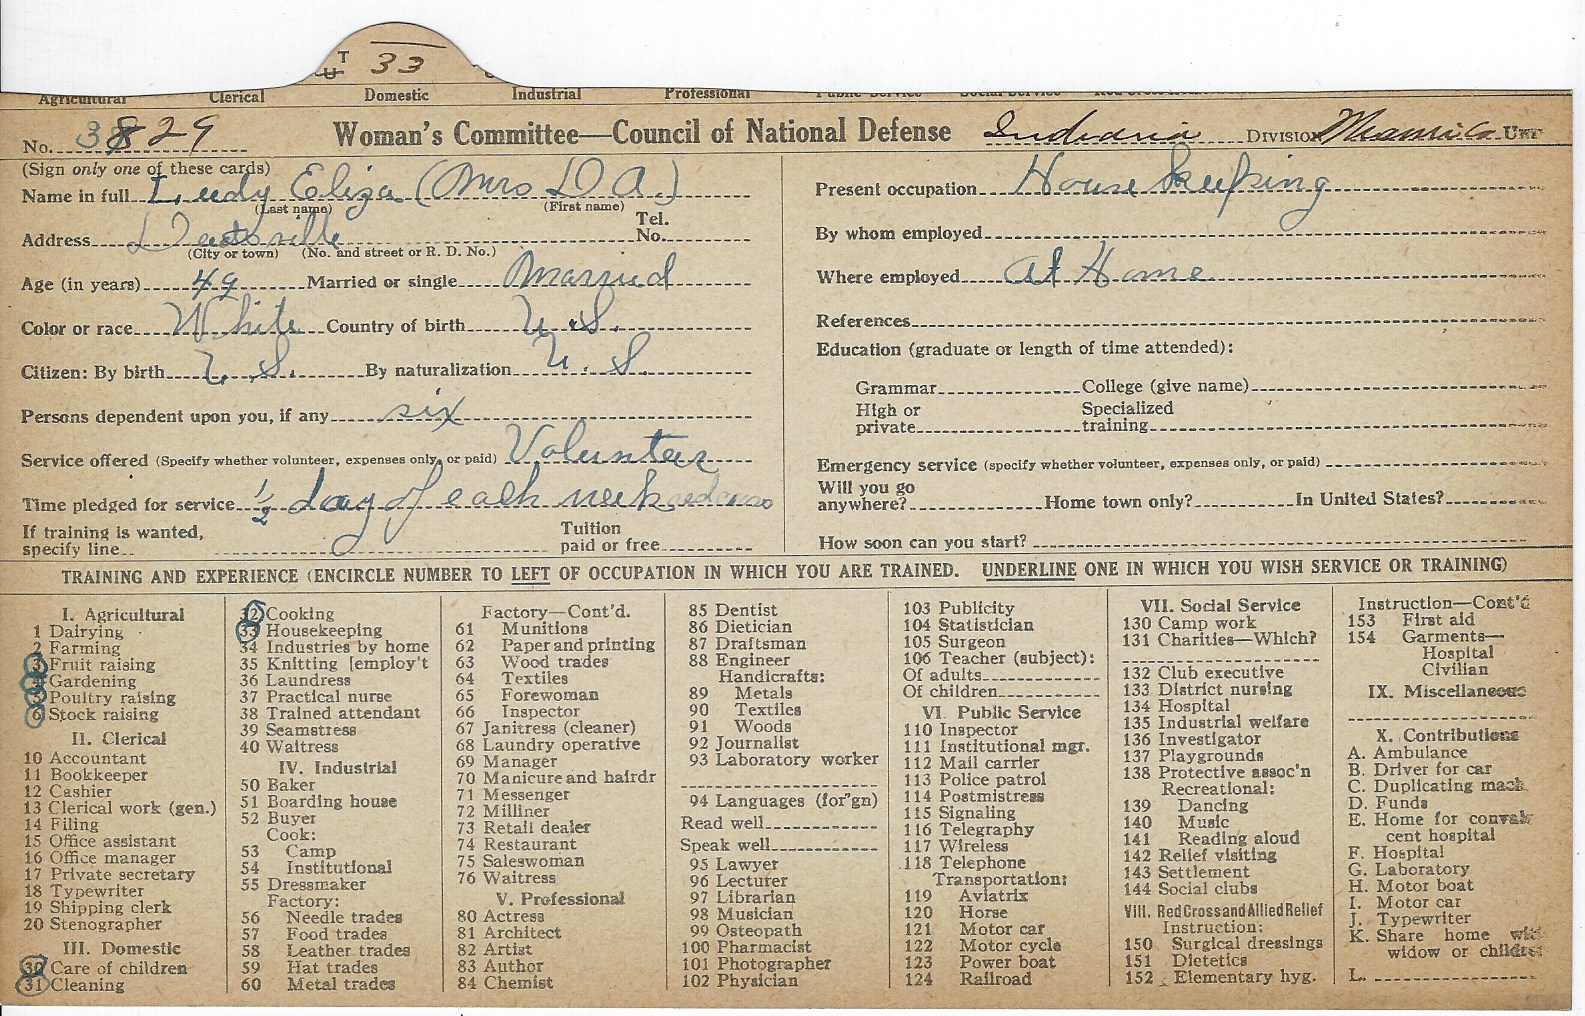 T
U 33
Agricultural Clerical Domestic Industrial Professional Public Service Social Service
No. 3829 Woman's Committee—Council of National Defense Indiana DIVISION Miami Co UNIT
(Sign only one of these cards)
Name in full Ludy Eliza (Mrs D A.)
(Last name) (First name)
Address Deedsville Tel. No.
(City or town) (No. and street or R. D. No.)
Age (in years) 49 Married or single Married
Color or race White Country of birth U.S.
Citizen: By birth U.S. By naturalization U.S.
Persons dependent upon you, if any six
Service offered (Specify whether volunteer, expenses only, or paid) Volunteer
Time pledged for service 1/2 day of each week
If training is wanted, specify line Tuition paid or free
Present occupation House Keeping
By whom employed
Where employed At Home
References
Education (graduate or length of time attended):
Grammar College (give name)
High or private Specialized training
Emergency service (specify whether volunteer, expenses only, or paid)
Will you go anywhere? Home town only? In United States?
How soon can you start?
TRAINING AND EXPERIENCE (ENCIRCLE NUMBER TO LEFT OF OCCUPATION IN WHICH YOU ARE TRAINED. UNDERLINE ONE IN WHICH YOU WISH SERVICE OR TRAINING)
I. Agricultural
1 Dairying
2 Farming
3 Fruit raising
4 Gardening
5 Poultry raising
6 Stock raising
II. Clerical
10 Accountant
11 Bookkeeper
12 Cashier
13 Clerical work (gen.)
14 Filing
15 Office assistant
16 Office manager
17 Private secretary
18 Typewriter
19 Shipping clerk
20 Stenographer
III. Domestic
30 Care of children
31 Cleaning
32 Cooking
33 Housekeeping
34 Industries by home
35 Knitting [employ't
36 Laundress
37 Practical nurse
38 Trained attendant
39 Seamstress
40 Waitress
IV. Industrial
50 Baker
51 Boarding house
52 Buyer
Cook:
53 Camp
54 Institutional
55 Dressmaker
Factory:
56 Needle trades
57 Food trades
58 Leather trades
59 Hat trades
60 Metal trades
Factory—Cont'd.
61 Munitions
62 Paper and printing
63 Wood trades
64 Textiles
65 Forewoman
66 Inspector
67 Janitress (cleaner)
68 Laundry operative
69 Manager
70 Manicure and hairdr
71 Messenger
72 Milliner
73 Retail dealer
74 Restaurant
75 Saleswoman
76 Waitress
V. Professional
80 Actress
81 Architect
82 Artist
83 Author
84 Chemist
85 Dentist
86 Dietician
87 Draftsman
88 Engineer
Handicrafts:
89 Metals
90 Textiles
91 Woods
92 Journalist
93 Laboratory worker
94 Languages (for'gn)
Read well
Speak well
95 Lawyer
96 Lecturer
97 Librarian
98 Musician
99 Osteopath
100 Pharmacist
101 Photographer
102 Physician
103 Publicity
104 Statistician
105 Surgeon
106 Teacher (subject):
Of adults
Of children
VI. Public Service
110 Inspector
111 Institutional mgr.
112 Mail carrier
113 Police patrol
114 Postmistress
115 Signaling
116 Telegraphy
117 Wireless
118 Telephone
Transportation:
119 Aviatrix
120 Horse
121 Motor car
122 Motor cycle
123 Power boat
124 Railroad
VII. Social Service
130 Camp work
131 Charities—Which?
132 Club executive
133 District nursing
134 Hospital
135 Industrial welfare
136 Investigator
137 Playgrounds
138 Protective assoc'n
Recreational:
139 Dancing
140 Music
141 Reading aloud
142 Relief visiting
143 Settlement
144 Social clubs
VIII. Red Cross and Allied Relief
Instruction:
150 Surgical dressings
151 Dietetics
152 Elementary hyg.
Instruction—Cont'd
153 First aid
154 Garments—
Hospital
Civilian
IX. Miscellaneous
X. Contributions
A. Ambulance
B. Driver for car
C. Duplicating mach.
D. Funds
E. Home for conval
cent hospital
F. Hospital
G. Laboratory
H. Motor boat
I. Motor car
J. Typewriter
K. Share home with
widow or children
L.